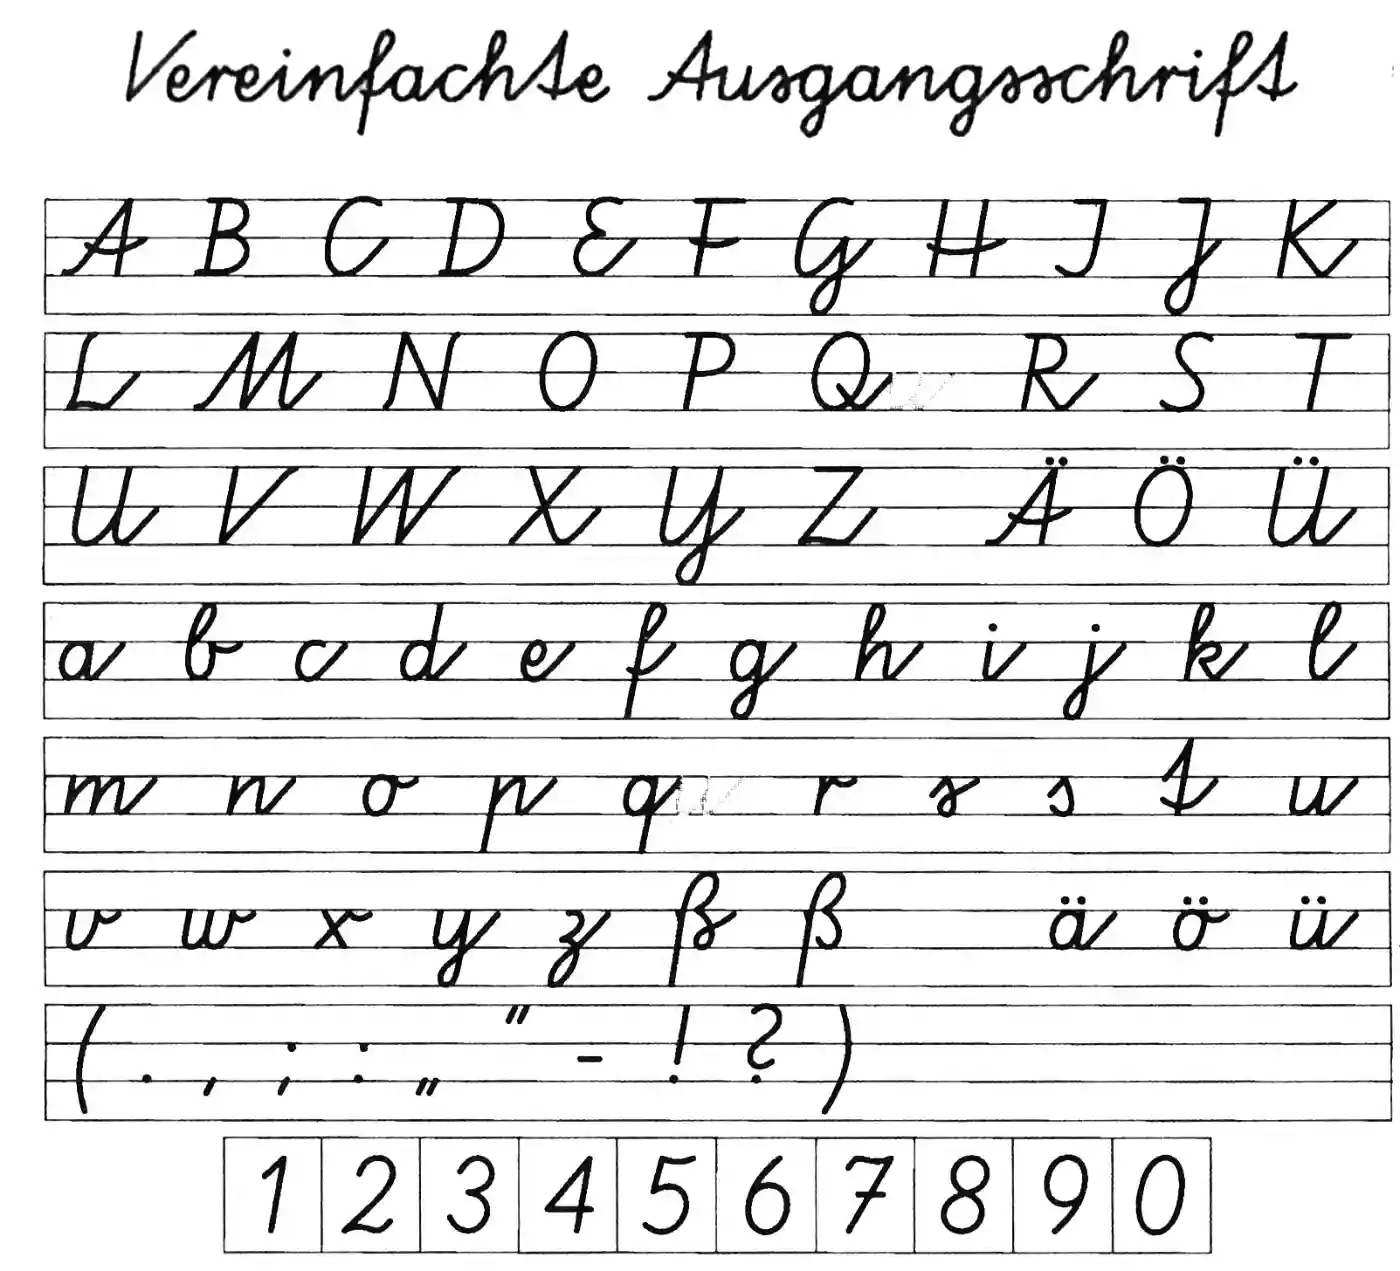 Vereinfachte Ausgangsschrift
A B C D E F G H I J K
L M N O P Q R S T
U V W X Y Z Ä Ö Ü
a b c d e f g h i j k l
m n o p q r s s t u
v w x y z ß ß ä ö ü
( . , ; : „ " - ! ? )
1 2 3 4 5 6 7 8 9 0